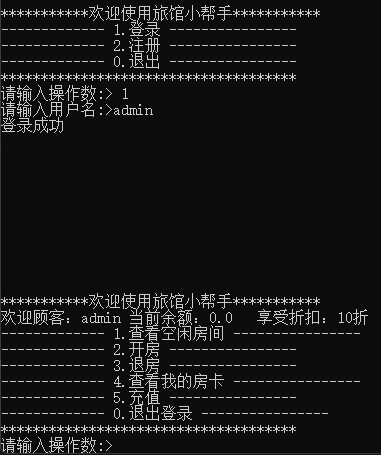 ***********欢迎使用旅馆小帮手***********
------------- 1.登录 ----------------
------------- 2.注册 ----------------
------------- 0.退出 ----------------
*************************************
请输入操作数:> 1
请输入用户名:>admin
登录成功
***********欢迎使用旅馆小帮手***********
欢迎顾客: admin 当前余额: 0.0   享受折扣: 10折
------------- 1.查看空闲房间 ----------------
------------- 2.开房 ----------------
------------- 3.退房 ----------------
------------- 4.查看我的房卡 ----------------
------------- 5.充值 ----------------
------------- 0.退出登录 ----------------
*************************************
请输入操作数:>